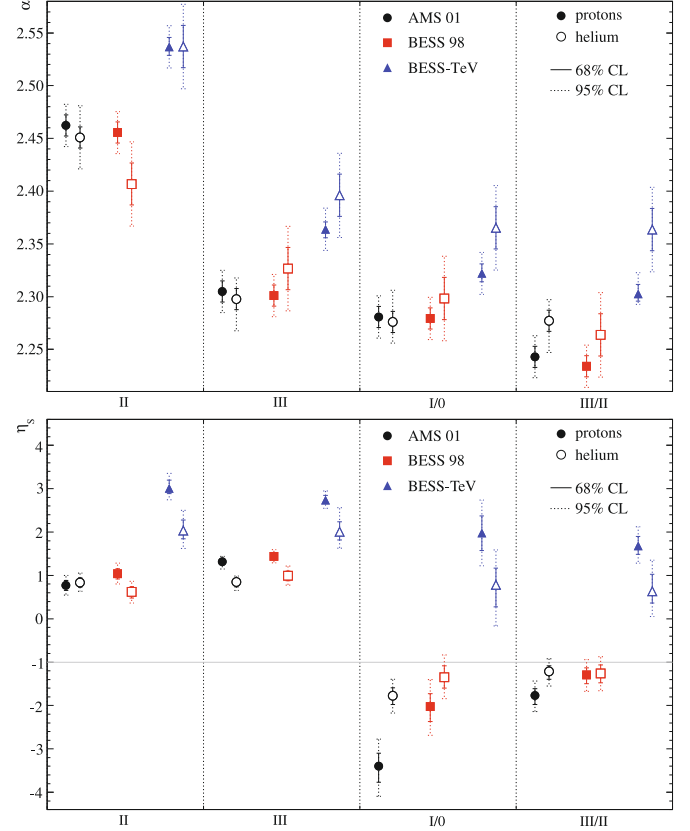 α
AMS 01
BESS 98
BESS-TeV
protons
helium
68% CL
95% CL
2.55
2.50
2.45
2.40
2.35
2.30
2.25
II III I/0 III/II
ηs
AMS 01
BESS 98
BESS-TeV
protons
helium
68% CL
95% CL
4
3
2
1
0
-1
-2
-3
-4
II III I/0 III/II